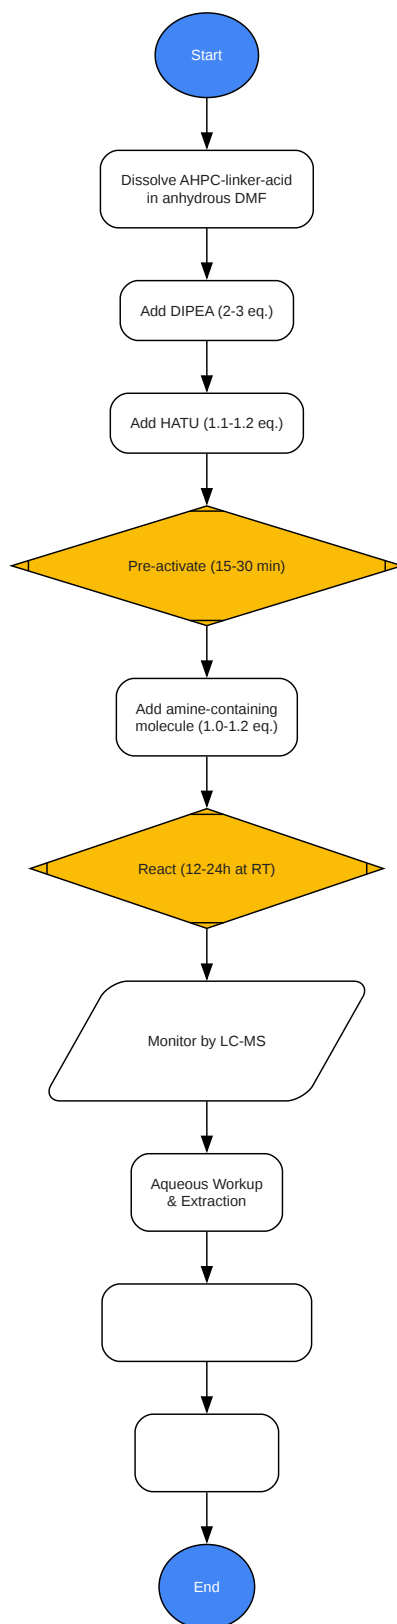 Start
Dissolve AHPC-linker-acid
in anhydrous DMF
Add DIPEA (2-3 eq.)
Add HATU (1.1-1.2 eq.)
Pre-activate (15-30 min)
Add amine-containing
molecule (1.0-1.2 eq.)
React (12-24h at RT)
Monitor by LC-MS
Aqueous Workup
& Extraction
End